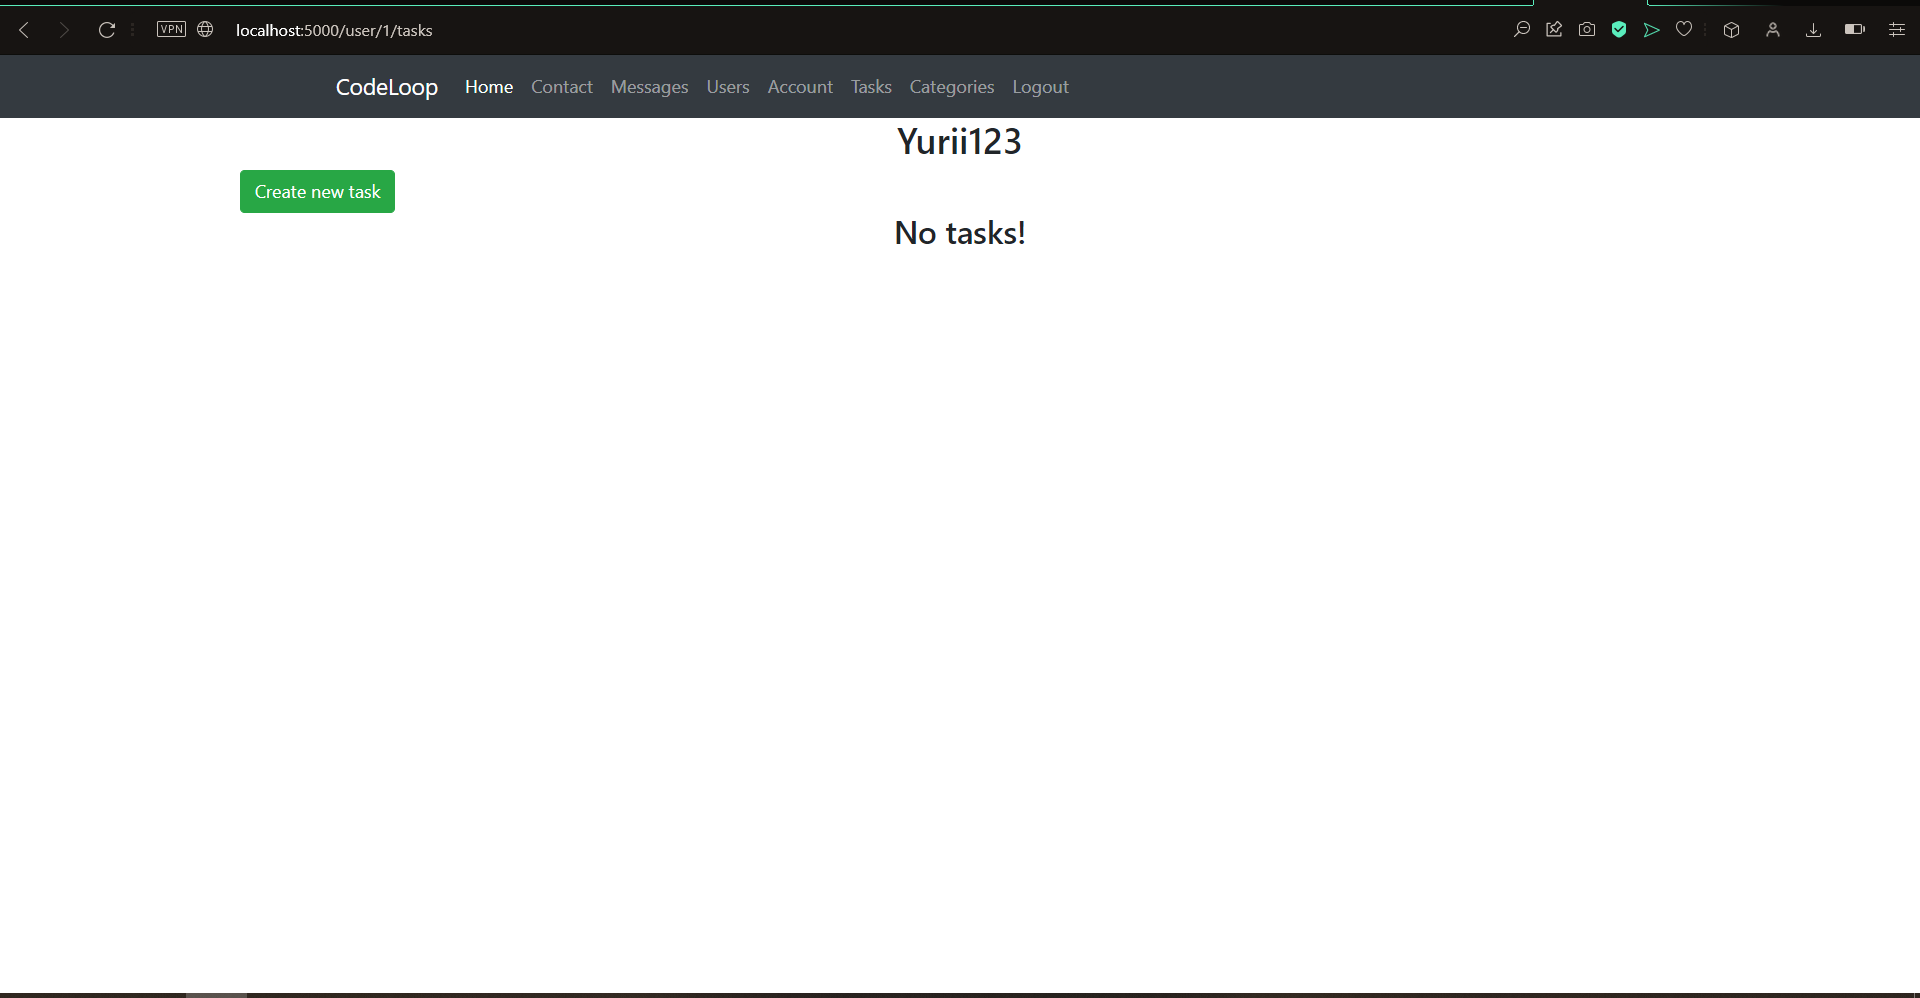 VPN localhost:5000/user/1/tasks
CodeLoop Home Contact Messages Users Account Tasks Categories Logout
Yurii123
Create new task
No tasks!